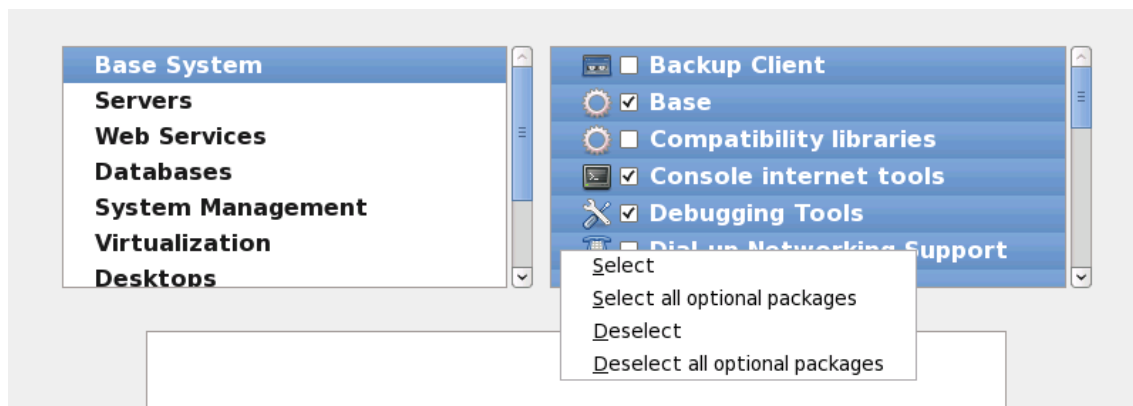 Base System
Servers
Web Services
Databases
System Management
Virtualization
Desktops
Backup Client
Base
Compatibility libraries
Console internet tools
Debugging Tools
Dial-up Networking Support
Select
Select all optional packages
Deselect
Deselect all optional packages